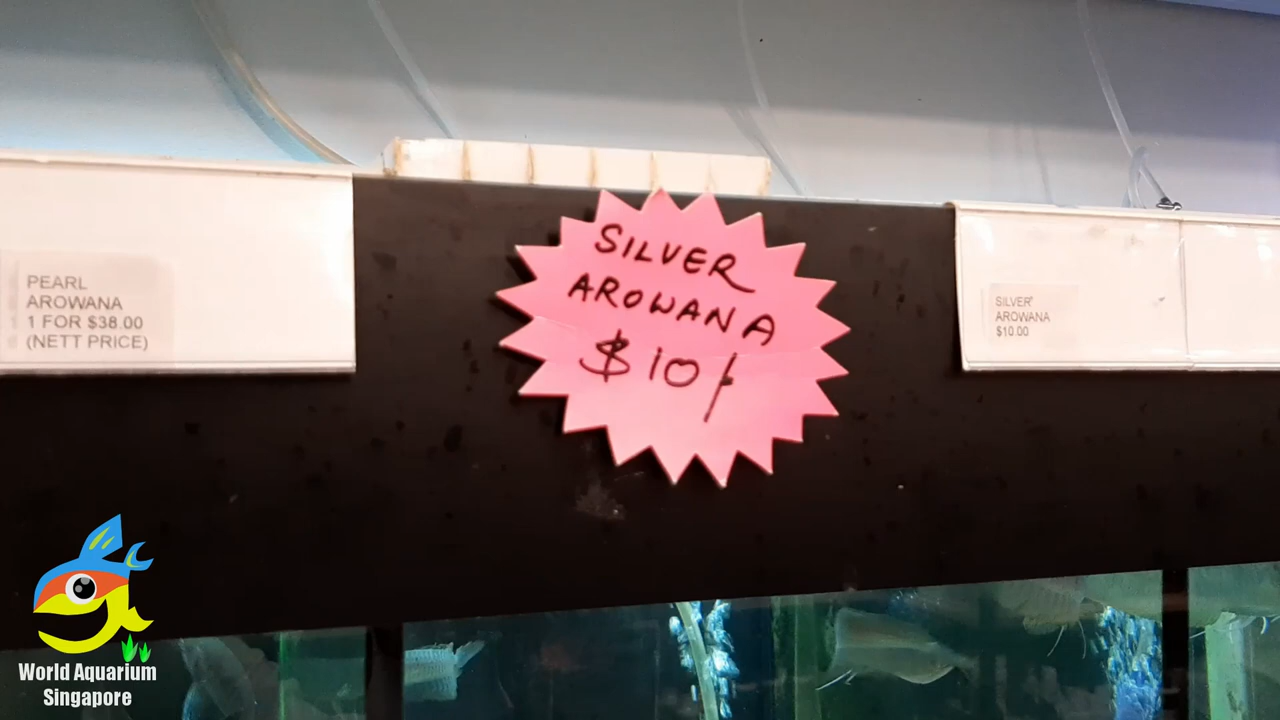 PEARL
AROWANA
1 FOR $38.00
(NETT PRICE)
SILVER
AROWANA
$10/
SILVER
AROWANA
$10.00
World Aquarium
Singapore